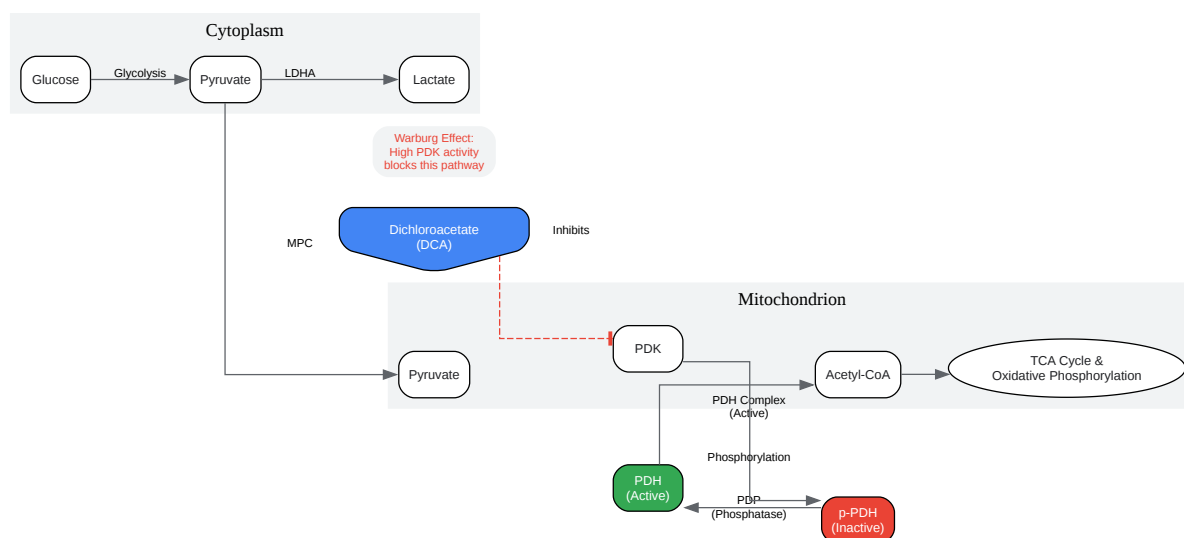 Cytoplasm
Glucose
Glycolysis
Pyruvate
LDHA
Lactate
Warburg Effect:
High PDK activity
blocks this pathway
Dichloroacetate
(DCA)
Inhibits
MPC
Mitochondrion
PDK
Pyruvate
Acetyl-CoA
TCA Cycle &
Oxidative Phosphorylation
PDH Complex
(Active)
Phosphorylation
PDH
(Active)
PDP
(Phosphatase)
p-PDH
(Inactive)